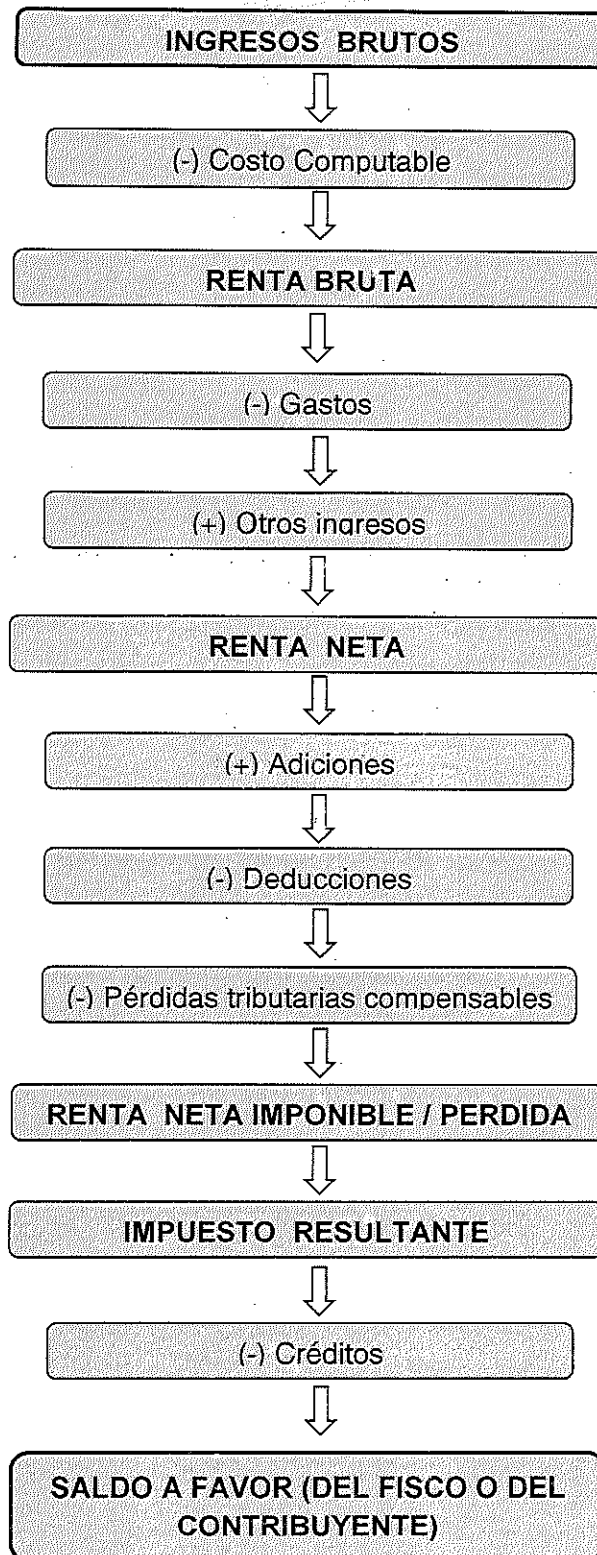 INGRESOS BRUTOS
(-) Costo Computable
RENTA BRUTA
(-) Gastos
(+) Otros ingresos
RENTA NETA
(+) Adiciones
(-) Deducciones
(-) Pérdidas tributarias compensables
RENTA NETA IMPONIBLE / PERDIDA
IMPUESTO RESULTANTE
(-) Créditos
SALDO A FAVOR (DEL FISCO O DEL
CONTRIBUYENTE)